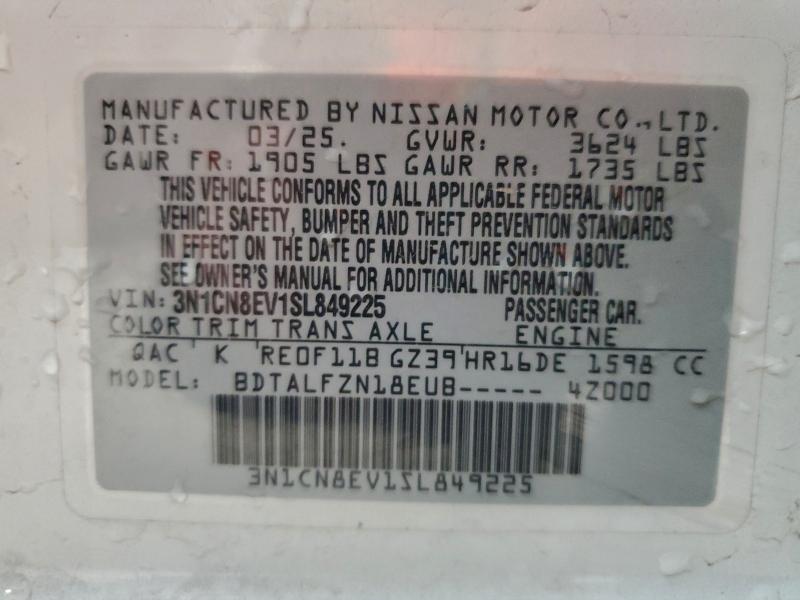 MANUFACTURED BY NISSAN MOTOR CO., LTD.
DATE: 03/25. GVWR: 3624 LBS
GAWR FR: 1905 LBS GAWR RR: 1735 LBS
THIS VEHICLE CONFORMS TO ALL APPLICABLE FEDERAL MOTOR
VEHICLE SAFETY, BUMPER AND THEFT PREVENTION STANDARDS
IN EFFECT ON THE DATE OF MANUFACTURE SHOWN ABOVE.
SEE OWNER'S MANUAL FOR ADDITIONAL INFORMATION.
VIN: 3N1CN8EV1SL849225 PASSENGER CAR.
COLOR TRIM TRANS AXLE ENGINE
QAC K RE0F11B GZ39 HR16DE 1598 CC
MODEL: BDTALFZN18EUB----- 4Z000
3N1CN8EV1SL849225